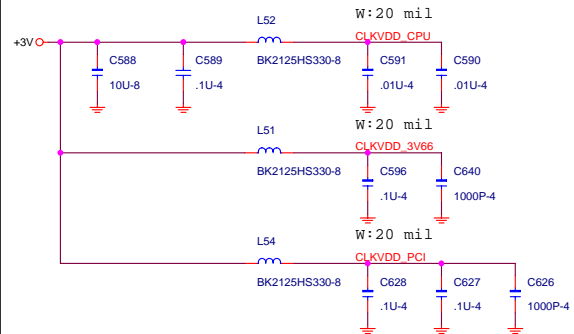 W:20 mil
L52
+3V
CLKVDD_CPU
C588
C589
BK2125HS330-8
C591
C590
10U-8
.1U-4
.01U-4
.01U-4
W:20 mil
L51
CLKVDD_3V66
BK2125HS330-8
C596
C640
.1U-4
1000P-4
W:20 mil
L54
CLKVDD_PCI
BK2125HS330-8
C628
C627
C626
.1U-4
.1U-4
1000P-4